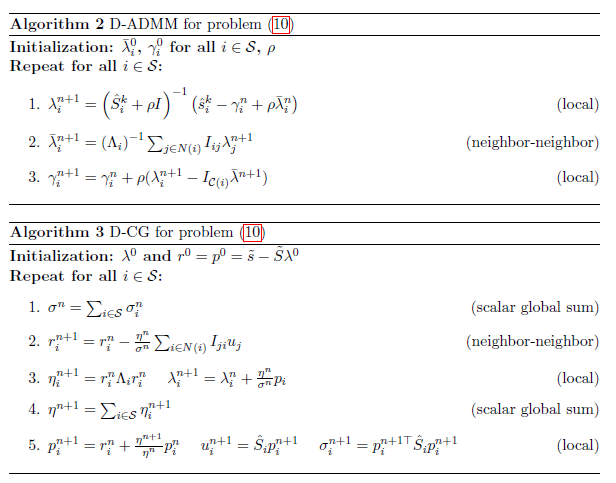 Algorithm 2 D-ADMM for problem (10)
Initialization: $\bar{\lambda}_i^0$, $\gamma_i^0$ for all $i \in \mathcal{S}$, $\rho$
Repeat for all $i \in \mathcal{S}$:
1. $\lambda_i^{n+1} = \left(\hat{S}_i^k + \rho I\right)^{-1} \left(\hat{s}_i^k - \gamma_i^n + \rho\bar{\lambda}_i^n\right)$ (local)
2. $\bar{\lambda}_i^{n+1} = (\Lambda_i)^{-1} \sum_{j \in N(i)} I_{ij} \lambda_j^{n+1}$ (neighbor-neighbor)
3. $\gamma_i^{n+1} = \gamma_i^n + \rho(\lambda_i^{n+1} - I_{\mathcal{C}(i)} \bar{\lambda}^{n+1})$ (local)
Algorithm 3 D-CG for problem (10)
Initialization: $\lambda^0$ and $r^0 = p^0 = \tilde{s} - \tilde{S}\lambda^0$
Repeat for all $i \in \mathcal{S}$:
1. $\sigma^n = \sum_{i \in \mathcal{S}} \sigma_i^n$ (scalar global sum)
2. $r_i^{n+1} = r_i^n - \frac{\eta^n}{\sigma^n} \sum_{i \in N(i)} I_{ji} u_j$ (neighbor-neighbor)
3. $\eta_i^{n+1} = r_i^n \Lambda_i r_i^n \quad \lambda_i^{n+1} = \lambda_i^n + \frac{\eta^n}{\sigma^n} p_i$ (local)
4. $\eta^{n+1} = \sum_{i \in \mathcal{S}} \eta_i^{n+1}$ (scalar global sum)
5. $p_i^{n+1} = r_i^n + \frac{\eta^{n+1}}{\eta^n} p_i^n \quad u_i^{n+1} = \hat{S}_i p_i^{n+1} \quad \sigma_i^{n+1} = p_i^{n+1\top} \hat{S}_i p_i^{n+1}$ (local)